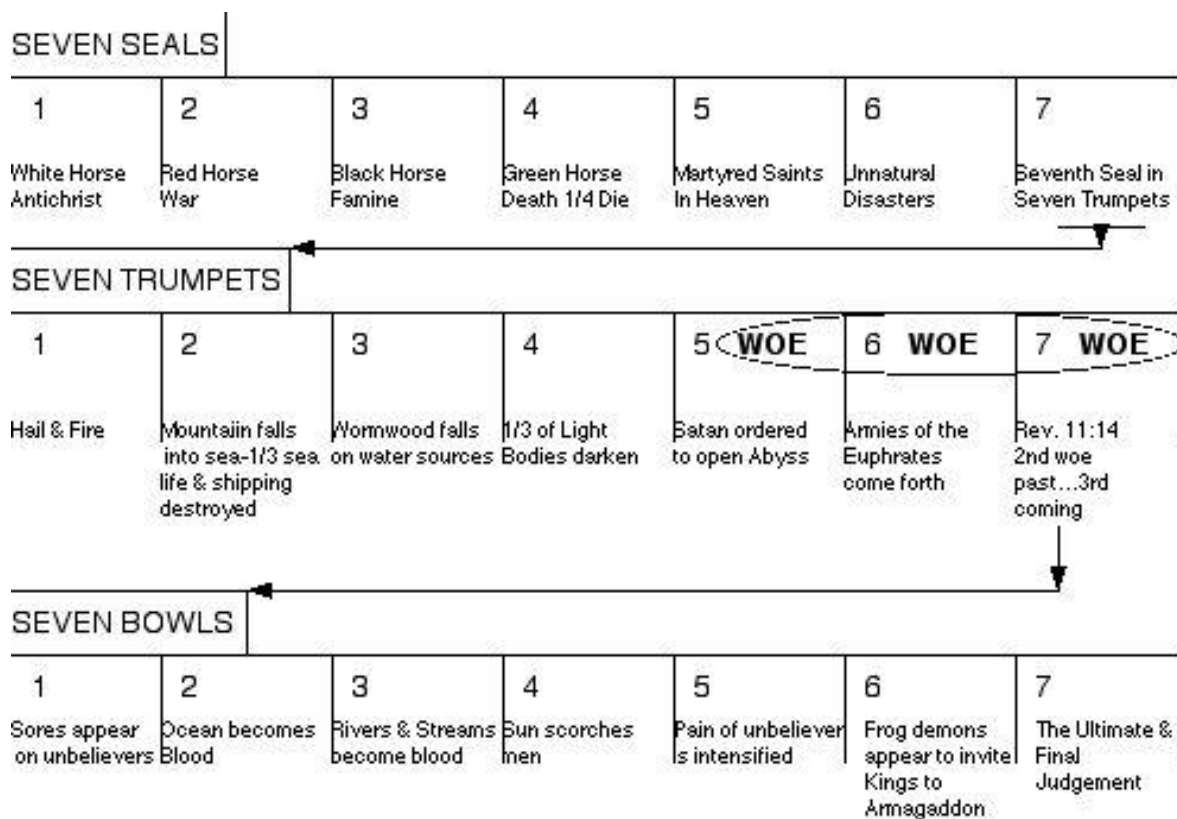 SEVEN SEALS
1 2 3 4 5 6 7
White Horse Red Horse Black Horse Green Horse Martyred Saints Unnatural Seventh Seal in
Antichrist War Famine Death 1/4 Die In Heaven Disasters Seven Trumpets
SEVEN TRUMPETS
1 2 3 4 5 WOE 6 WOE 7 WOE
Hail & Fire Mountaiin falls Wormwood falls 1/3 of Light Satan ordered Armies of the Rev. 11:14
into sea-1/3 sea on water sources Bodies darken to open Abyss Euphrates 2nd woe
life & shipping come forth past...3rd
destroyed coming
SEVEN BOWLS
1 2 3 4 5 6 7
Sores appear Ocean becomes Rivers & Streams Sun scorches Pain of unbeliever Frog demons The Ultimate &
on unbelievers Blood become blood men is intensified appear to invite Final
Kings to Judgement
Armagaddon